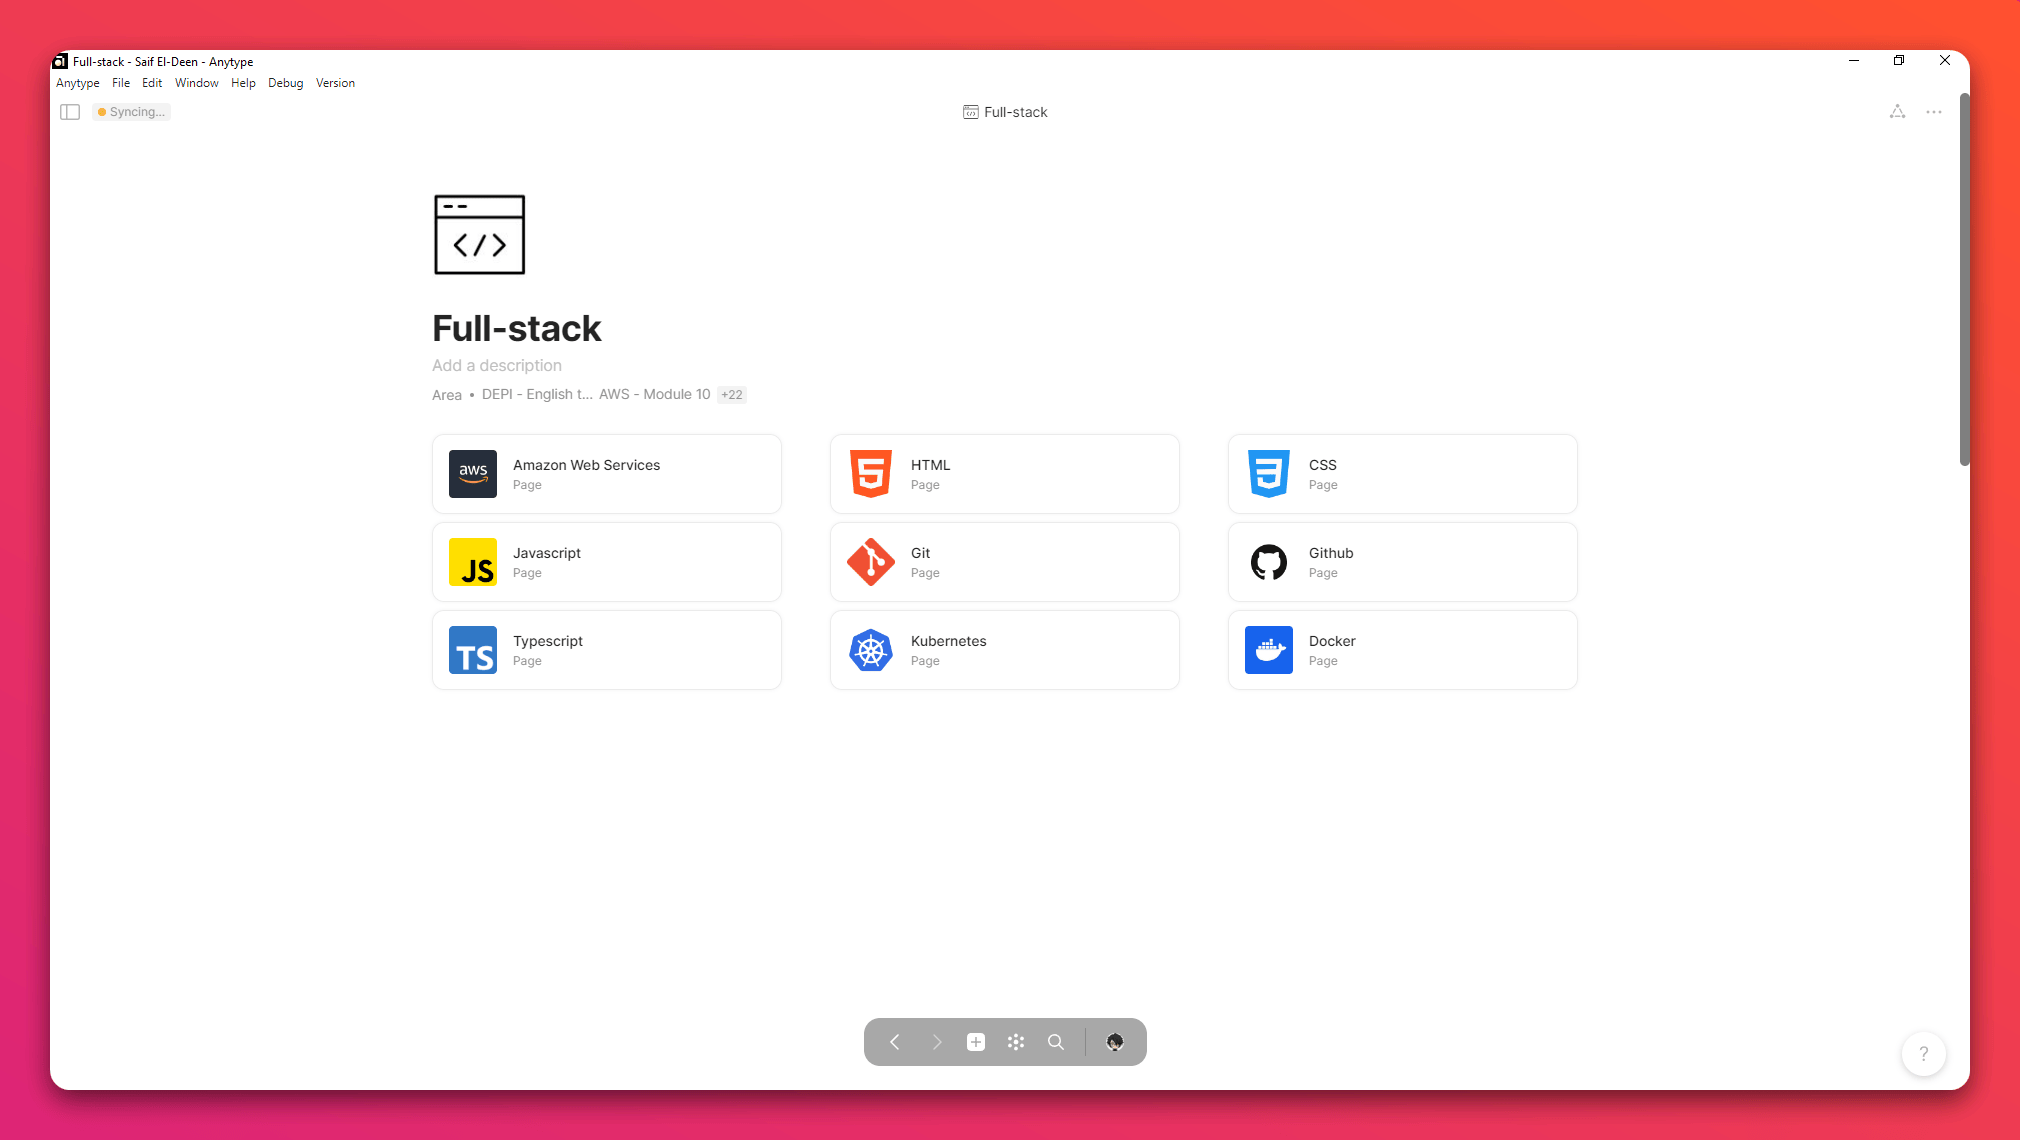 Full-stack - Saif El-Deen - Anytype
Anytype File Edit Window Help Debug Version
Syncing...
Full-stack
</>
Full-stack
Add a description
Area • DEPI - English t... AWS - Module 10 +22
aws
Amazon Web Services
Page
HTML
Page
CSS
Page
JS
Javascript
Page
Git
Page
Github
Page
TS
Typescript
Page
Kubernetes
Page
Docker
Page
?